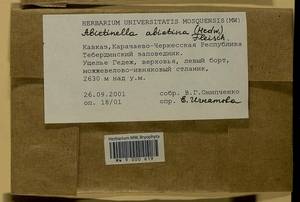 HERBARIUM UNIVERSITATIS MOSQUENSIS (MW)
Abietinella abietina (Hedw.)
Fleisch.
Кавказ, Карачаево-Черкесская Республика
Тебердинский заповедник.
Ущелье Гедеж, верховья, левый борт,
можжевелово-ивняковый стланик,
2630 м над у.м.
26.09.2001 собр. В.Г.Онипченко
оп. 18/01 опр. Е. Игнатова
Herbarium MW, Bryophyta